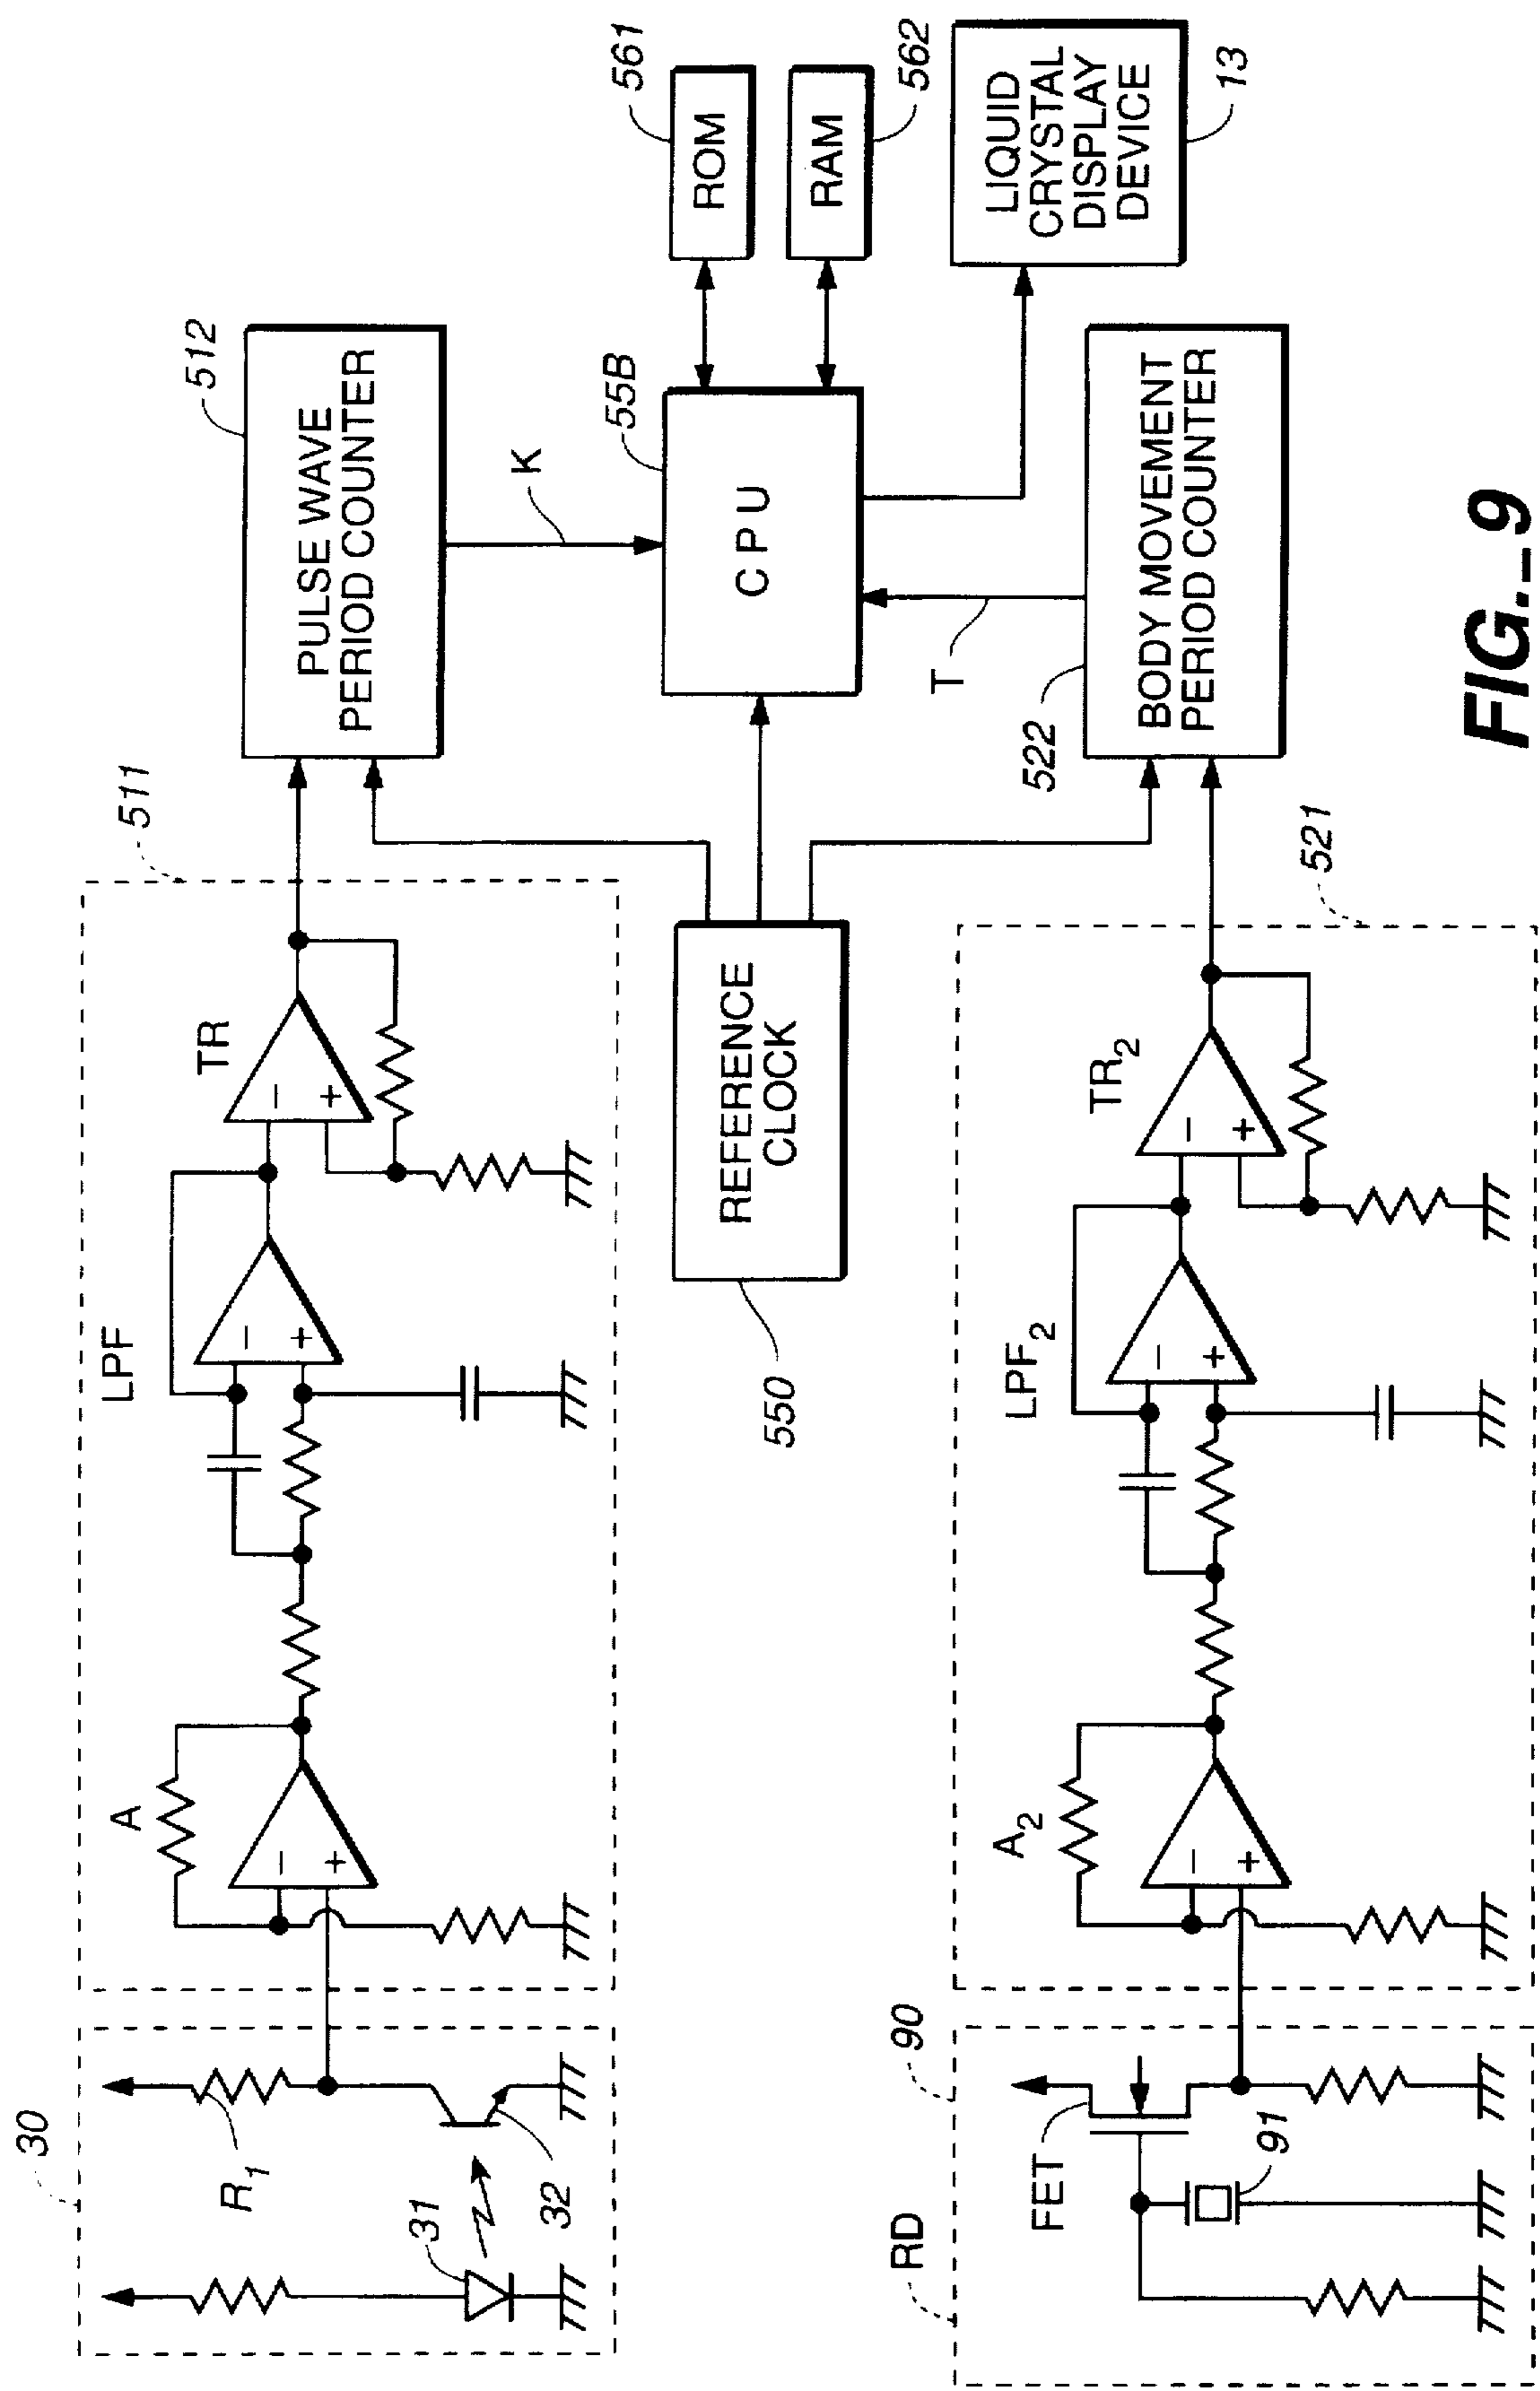 30
R1
31
32
A
LPF
TR
511
PULSE WAVE
PERIOD COUNTER
512
K
REFERENCE
CLOCK
550
C P U
55B
ROM
561
RAM
562
LIQUID
CRYSTAL
DISPLAY
DEVICE
13
T
BODY MOVEMENT
PERIOD COUNTER
522
521
RD
90
FET
91
A2
LPF2
TR2
−
+
−
+
−
+
−
+
−
+
−
+
FIG._9